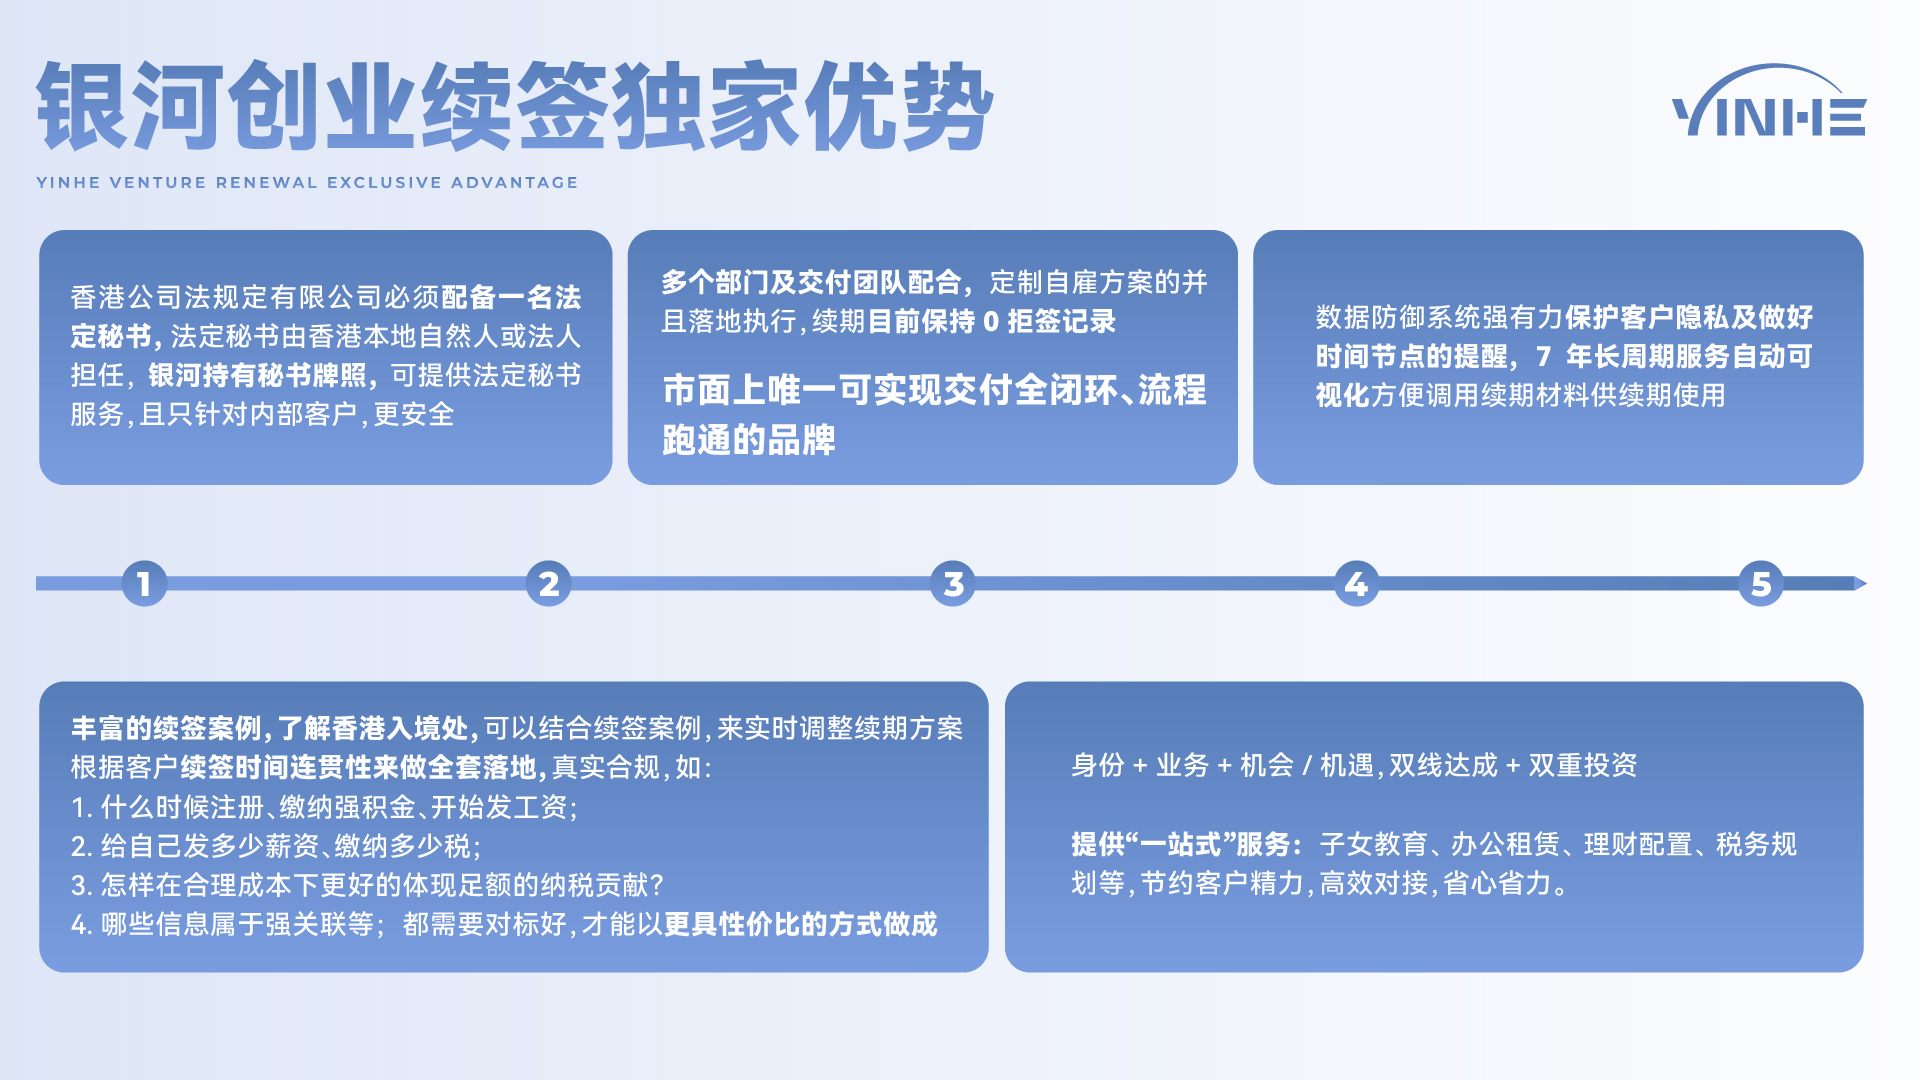 银河创业续签独家优势
YINHE
YINHE VENTURE RENEWAL EXCLUSIVE ADVANTAGE
香港公司法规定有限公司必须配备一名法
定秘书,法定秘书由香港本地自然人或法人
担任，银河持有秘书牌照，可提供法定秘书
服务,且只针对内部客户,更安全
多个部门及交付团队配合，定制自雇方案的并
且落地执行,续期目前保持 0 拒签记录
市面上唯一可实现交付全闭环、流程
跑通的品牌
数据防御系统强有力保护客户隐私及做好
时间节点的提醒，7 年长周期服务自动可
视化方便调用续期材料供续期使用
1
2
3
4
5
丰富的续签案例,了解香港入境处,可以结合续签案例,来实时调整续期方案
根据客户续签时间连贯性来做全套落地,真实合规,如:
1. 什么时候注册、缴纳强积金、开始发工资;
2. 给自己发多少薪资、缴纳多少税;
3. 怎样在合理成本下更好的体现足额的纳税贡献?
4. 哪些信息属于强关联等；都需要对标好,才能以更具性价比的方式做成
身份 + 业务 + 机会 / 机遇,双线达成 + 双重投资
提供“一站式”服务：子女教育、办公租赁、理财配置、税务规
划等,节约客户精力,高效对接,省心省力。